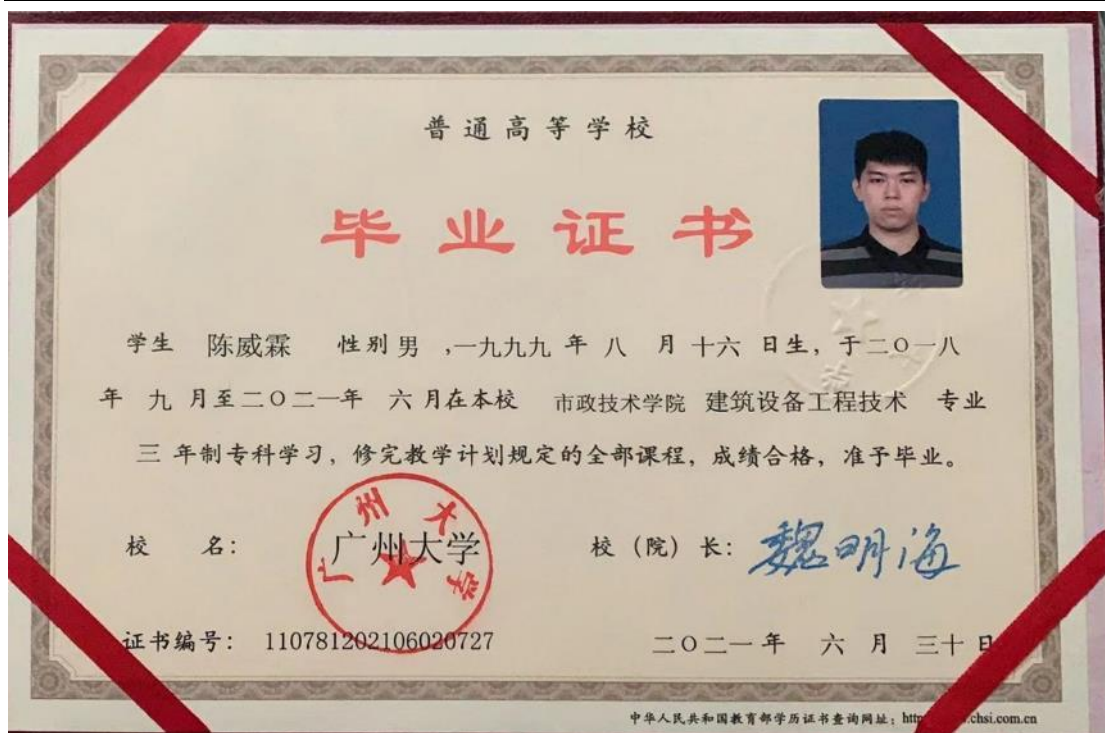 普通高等学校
毕业证书
学生 陈威霖 性别 男 ,一九九九 年 八 月 十六 日生，于二〇一八
年 九 月至二〇二一年 六 月在本校 市政技术学院 建筑设备工程技术 专业
三 年制专科学习，修完教学计划规定的全部课程，成绩合格，准予毕业。
校 名： 广州大学 校（院）长： 魏明海
广州大学
证书编号： 110781202106020727 二〇二一年 六 月 三十 日
中华人民共和国教育部学历证书查询网址：htt chsi.com.cn